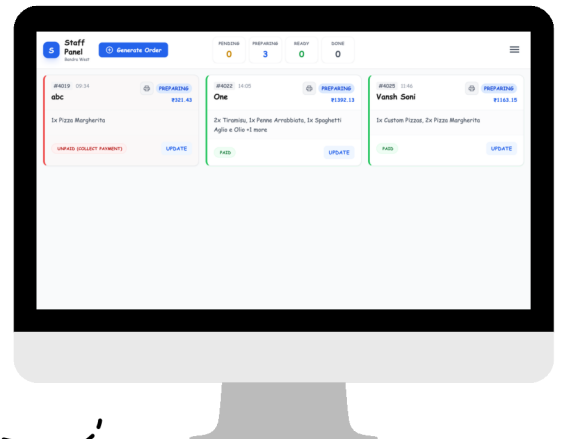 S
Staff
Panel
Bandra West
Generate Order
PENDING
0
PREPARING
3
READY
0
DONE
0
#4019 09:34
PREPARING
abc
₹321.43
1x Pizza Margherita
UNPAID (COLLECT PAYMENT)
UPDATE
#4022 14:05
PREPARING
One
₹1392.13
2x Tiramisu, 1x Penne Arrabbiata, 1x Spaghetti
Aglio e Olio +1 more
PAID
UPDATE
#4025 11:46
PREPARING
Vansh Soni
₹1163.15
1x Custom Pizzas, 2x Pizza Margherita
PAID
UPDATE